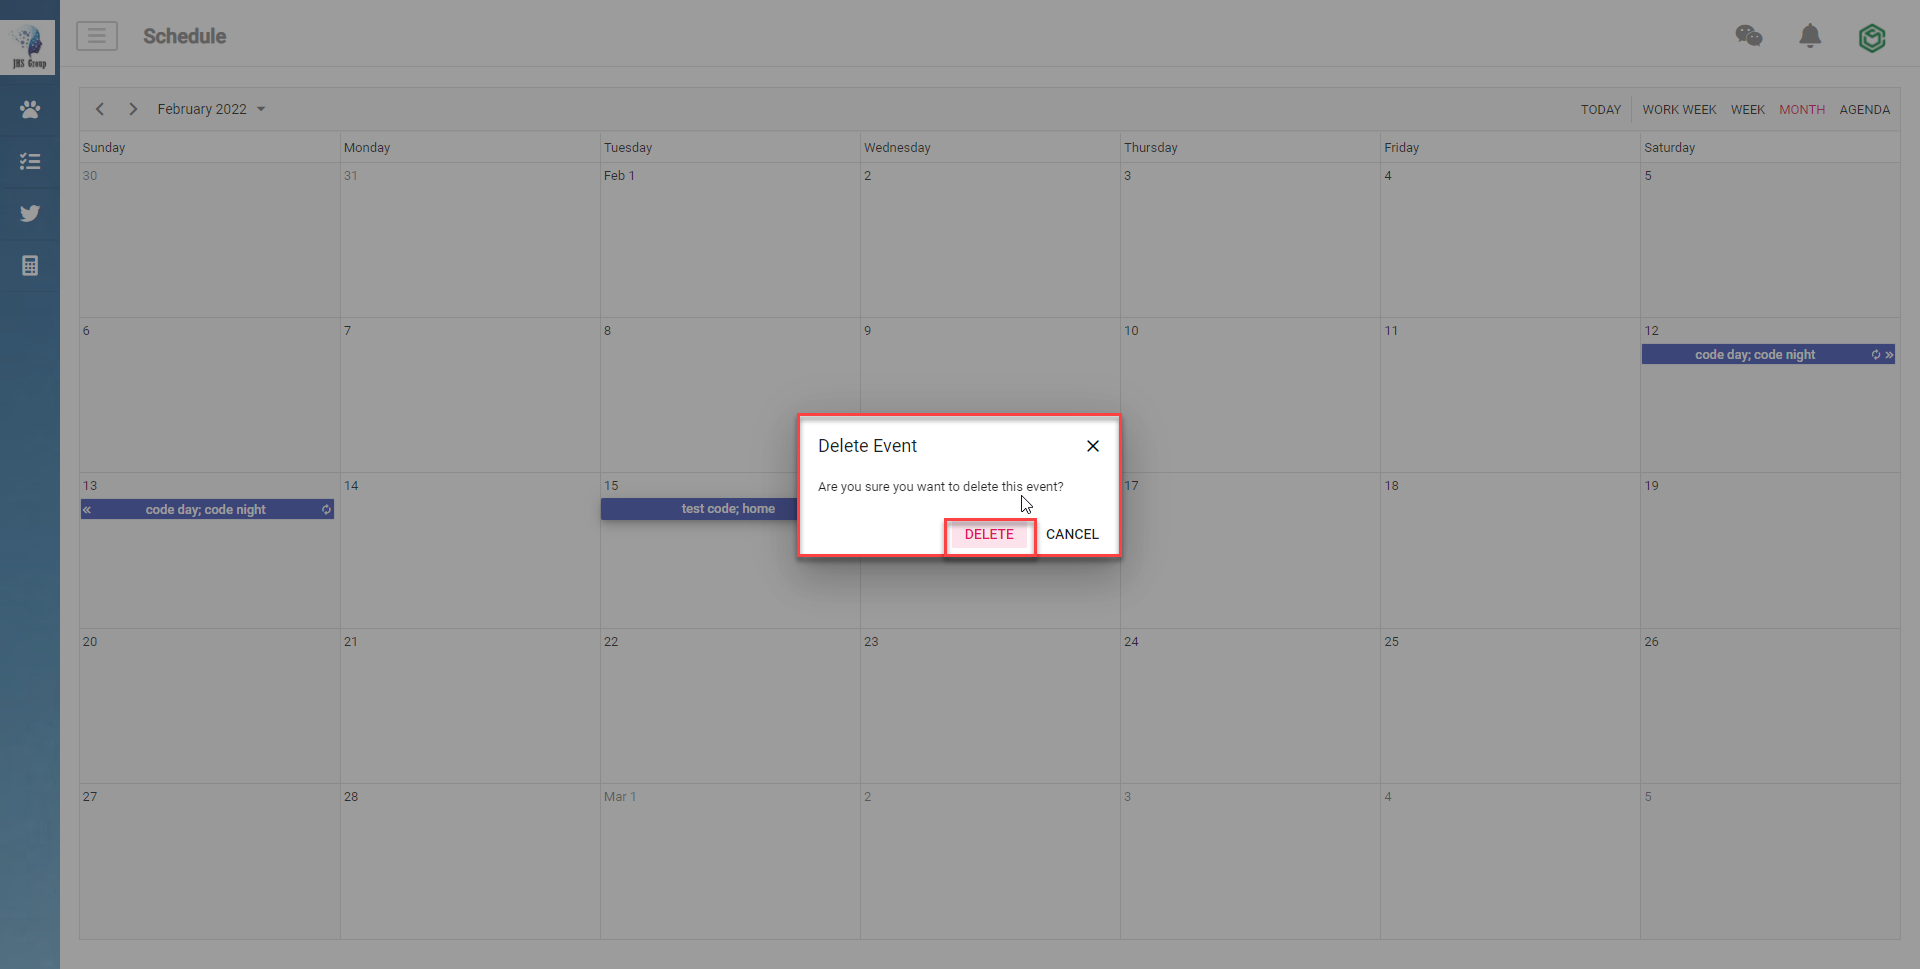 JRS Group
Schedule
February 2022
TODAY WORK WEEK WEEK MONTH AGENDA
Sunday Monday Tuesday Wednesday Thursday Friday Saturday
30 31 Feb 1 2 3 4 5
6 7 8 9 10 11 12
code day; code night
13 14 15 17 18 19
« code day; code night
test code; home
Delete Event
Are you sure you want to delete this event?
DELETE CANCEL
20 21 22 23 24 25 26
27 28 Mar 1 2 3 4 5